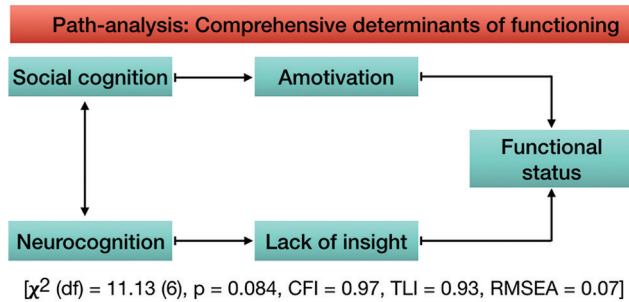 Path-analysis: Comprehensive determinants of functioning
Social cognition
Amotivation
Functional
status
Neurocognition
Lack of insight
[χ2 (df) = 11.13 (6), p = 0.084, CFI = 0.97, TLI = 0.93, RMSEA = 0.07]